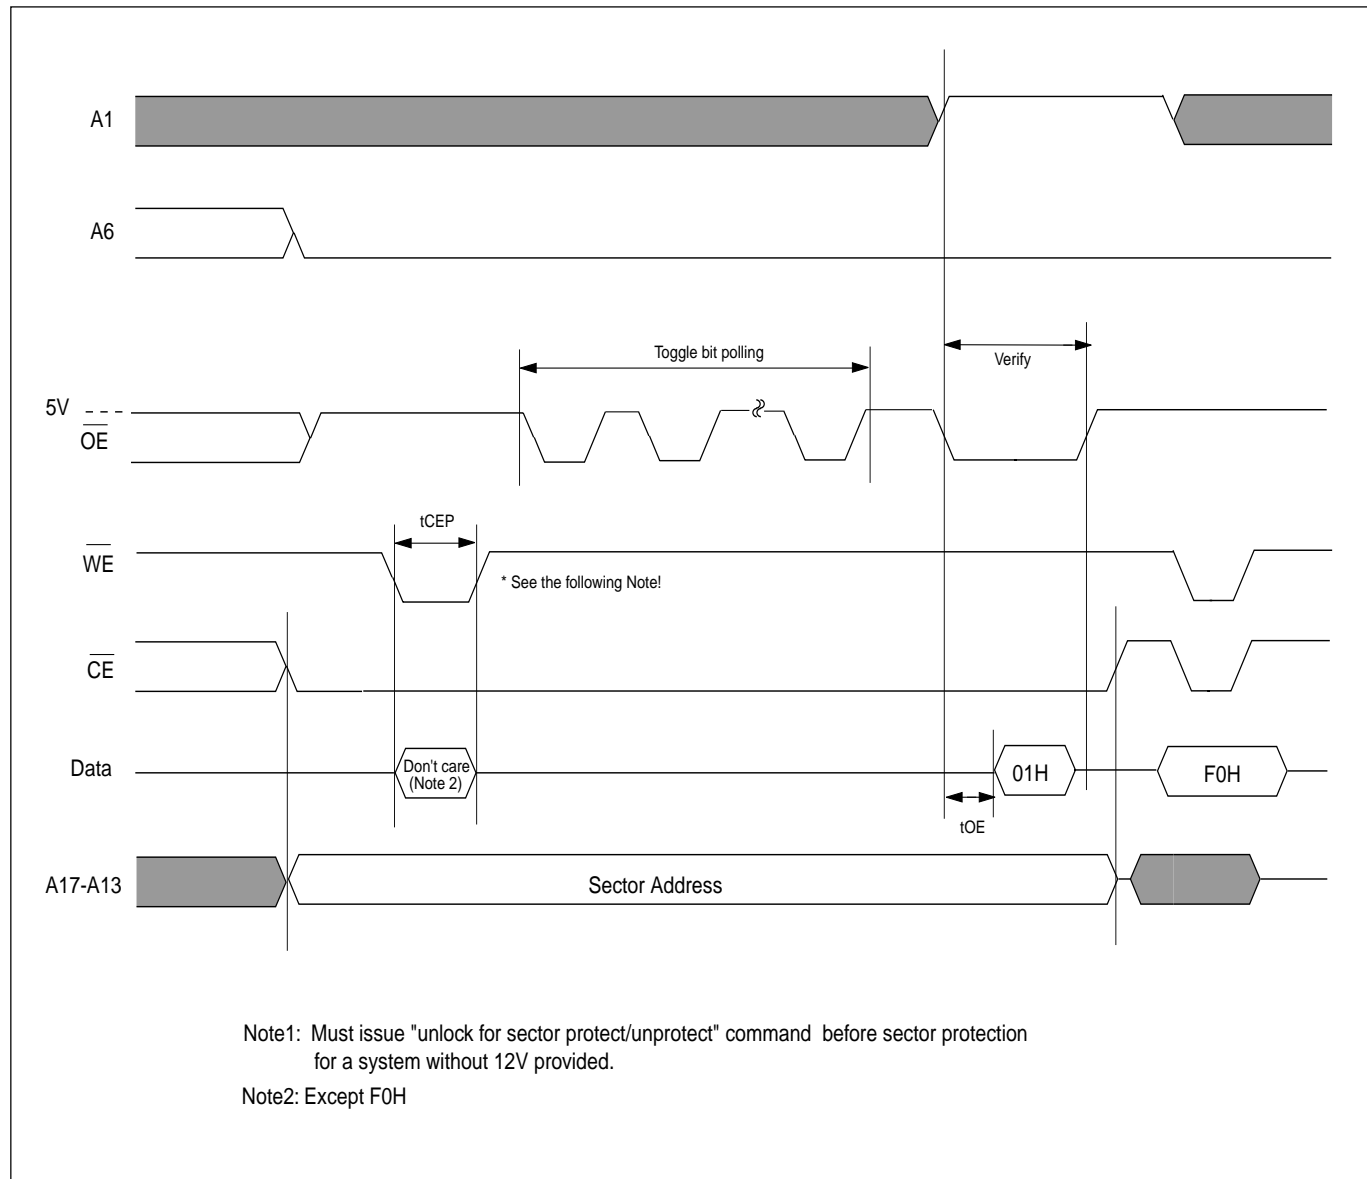 A1
A6
Toggle bit polling
Verify
5V
OE
tCEP
WE
* See the following Note!
CE
Data
Don't care
(Note 2)
01H
F0H
tOE
A17-A13
Sector Address
Note1: Must issue "unlock for sector protect/unprotect" command before sector protection
for a system without 12V provided.
Note2: Except F0H